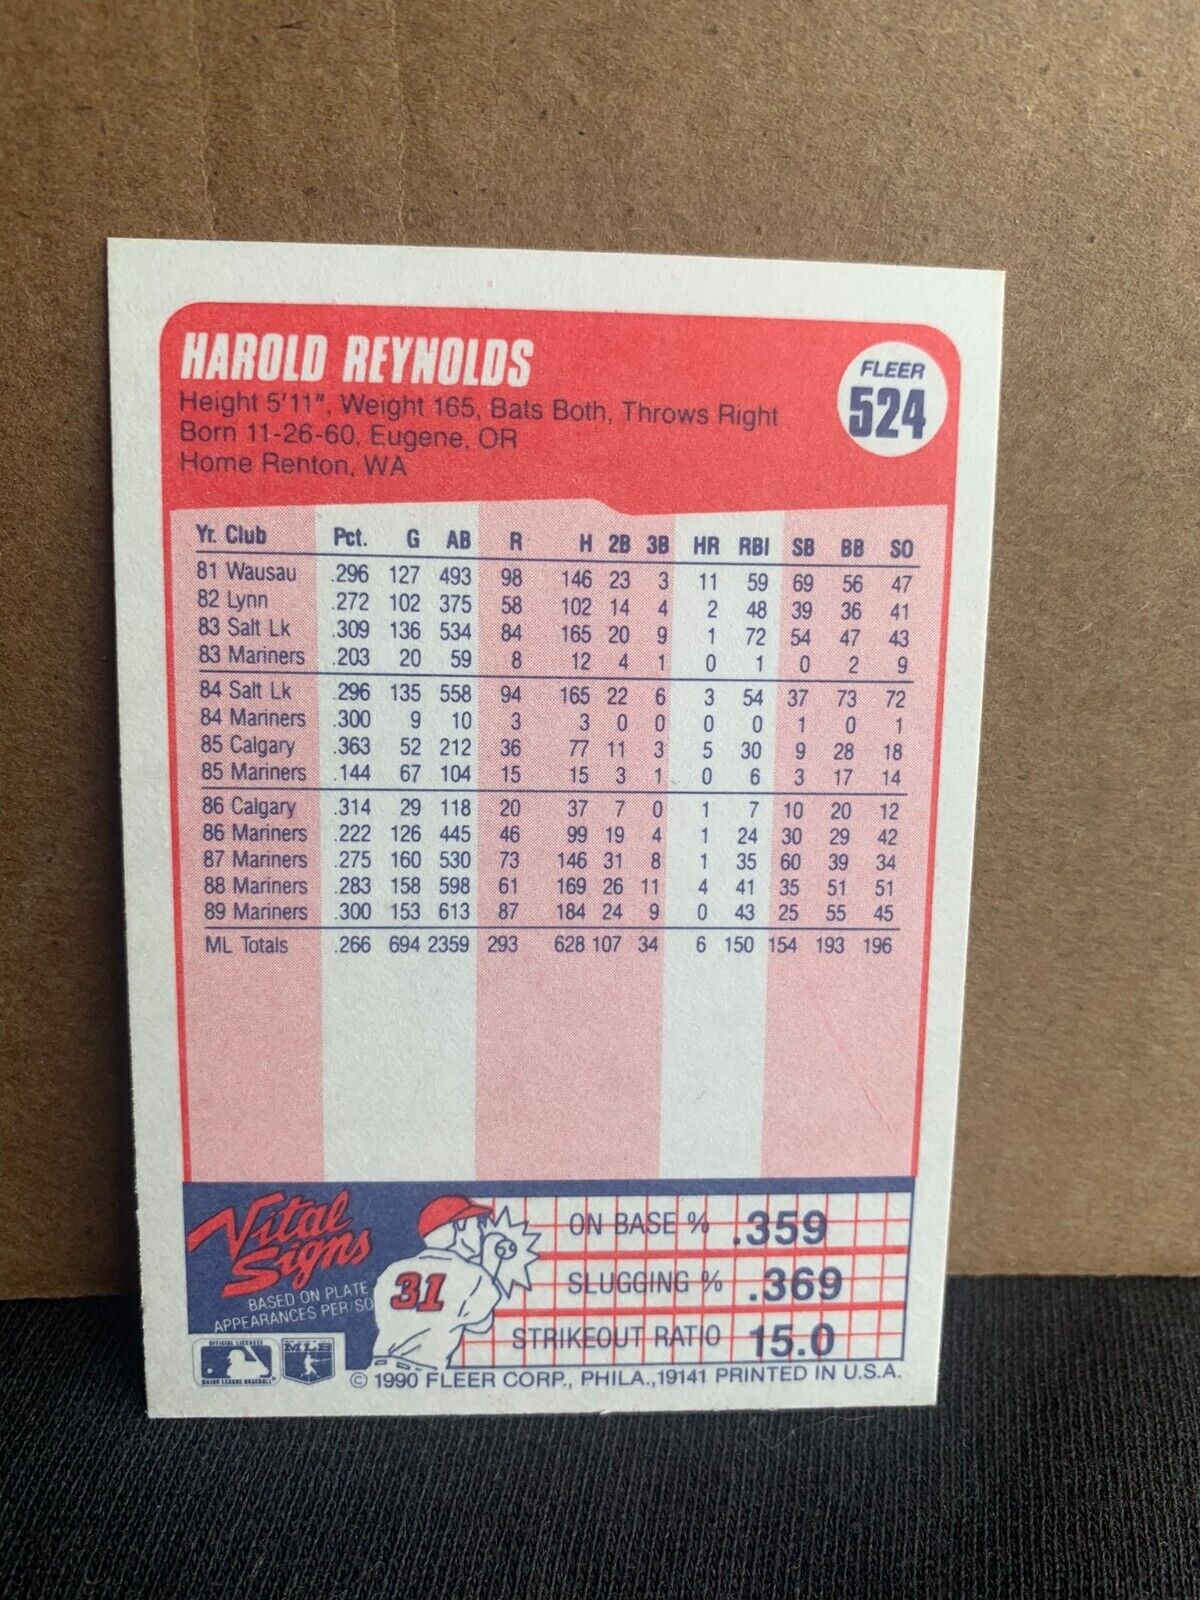 HAROLD REYNOLDS
FLEER
524
Height 5'11", Weight 165, Bats Both, Throws Right
Born 11-26-60, Eugene, OR
Home Renton, WA
Yr. Club Pct. G AB R H 2B 3B HR RBI SB BB SO
81 Wausau .296 127 493 98 146 23 3 11 59 69 56 47
82 Lynn .272 102 375 58 102 14 4 2 48 39 36 41
83 Salt Lk .309 136 534 84 165 20 9 1 72 54 47 43
83 Mariners .203 20 59 8 12 4 1 0 1 0 2 9
84 Salt Lk .296 135 558 94 165 22 6 3 54 37 73 72
84 Mariners .300 9 10 3 3 0 0 0 0 1 0 1
85 Calgary .363 52 212 36 77 11 3 5 30 9 28 18
85 Mariners .144 67 104 15 15 3 1 0 6 3 17 14
86 Calgary .314 29 118 20 37 7 0 1 7 10 20 12
86 Mariners .222 126 445 46 99 19 4 1 24 30 29 42
87 Mariners .275 160 530 73 146 31 8 1 35 60 39 34
88 Mariners .283 158 598 61 169 26 11 4 41 35 51 51
89 Mariners .300 153 613 87 184 24 9 0 43 25 55 45
ML Totals .266 694 2359 293 628 107 34 6 150 154 193 196
Vital
Signs
BASED ON PLATE
APPEARANCES PER/SO
31
ON BASE % .359
SLUGGING % .369
STRIKEOUT RATIO 15.0
OFFICIAL LICENSEE
MAJOR LEAGUE BASEBALL
MLB
© 1990 FLEER CORP., PHILA.,19141 PRINTED IN U.S.A.